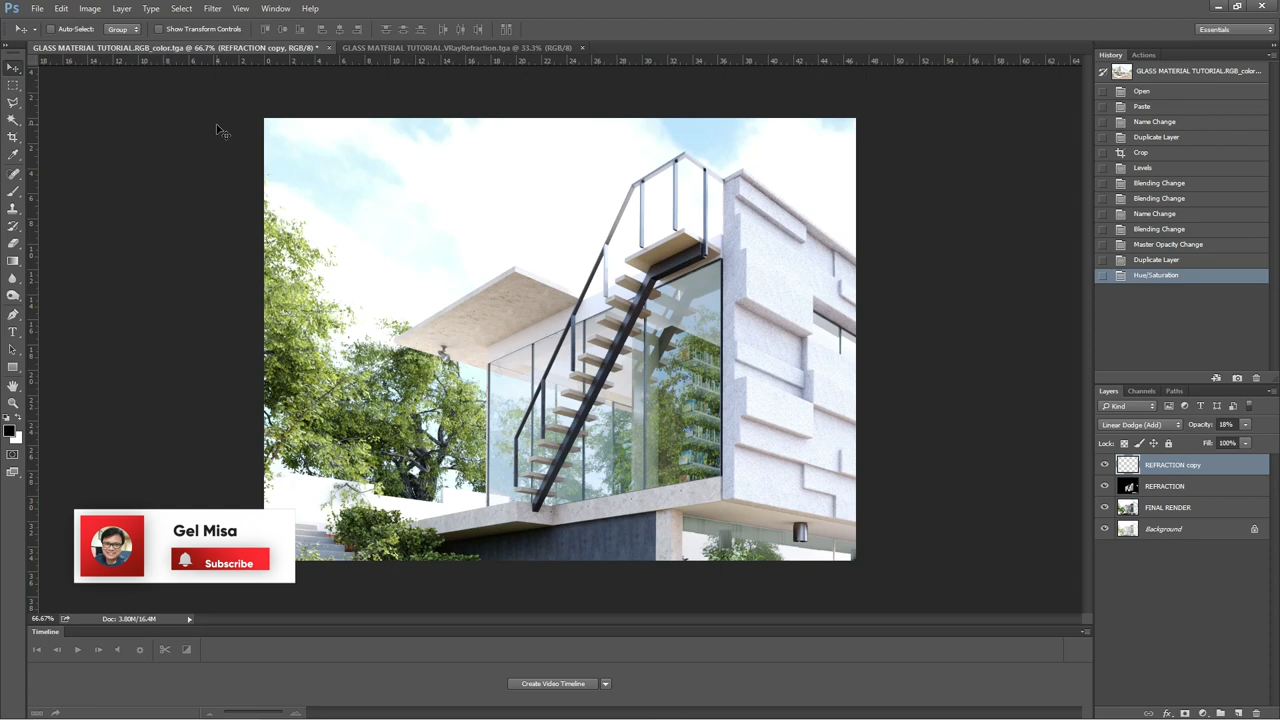 Ps File Edit Image Layer Type Select Filter View Window Help
Auto-Select: Group Show Transform Controls Essentials
GLASS MATERIAL TUTORIAL.RGB_color.tga @ 66.7% (REFRACTION copy, RGB/8) * × GLASS MATERIAL TUTORIAL.VRayRefraction.tga @ 33.3% (RGB/8) ×
History Actions
GLASS MATERIAL TUTORIAL.RGB_color...
Open
Paste
Name Change
Duplicate Layer
Crop
Levels
Blending Change
Blending Change
Name Change
Blending Change
Master Opacity Change
Duplicate Layer
Hue/Saturation
Layers Channels Paths
Kind
Linear Dodge (Add) Opacity: 18%
Lock: Fill: 100%
REFRACTION copy
REFRACTION
FINAL RENDER
Background
Gel Misa
Subscribe
66.67% Doc: 3.80M/16.4M
Timeline
Create Video Timeline